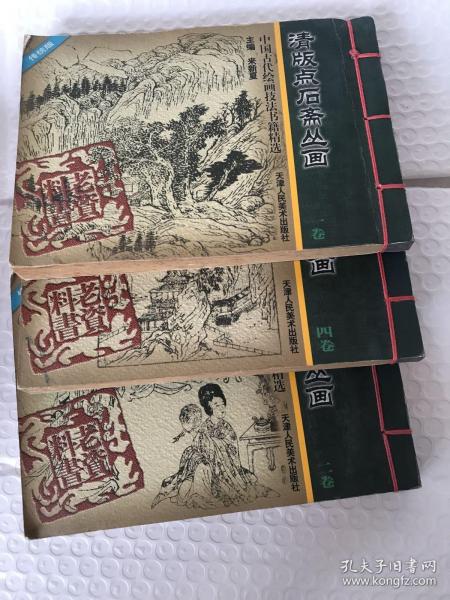 传统版
清版点石斋丛画
中国古代绘画技法书籍精选
主编 来新夏
天津人民美术出版社
一卷
老资料書
画
天津人民美术出版社
四卷
老资料書
丛画
精选
天津人民美术出版社
二卷
老资料書
孔夫子旧书网
www.kongfz.com